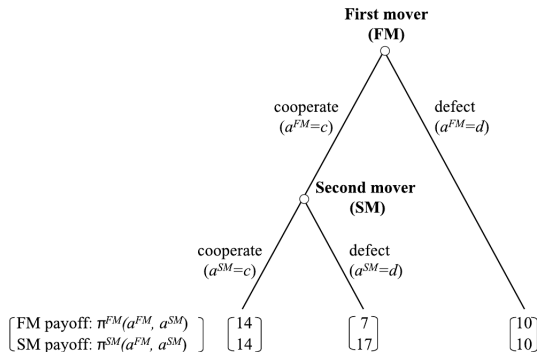 First mover
(FM)
cooperate
(a^FM=c)
defect
(a^FM=d)
Second mover
(SM)
cooperate
(a^SM=c)
defect
(a^SM=d)
FM payoff: π^FM(a^FM, a^SM) 14 7 10
SM payoff: π^SM(a^FM, a^SM) 14 17 10